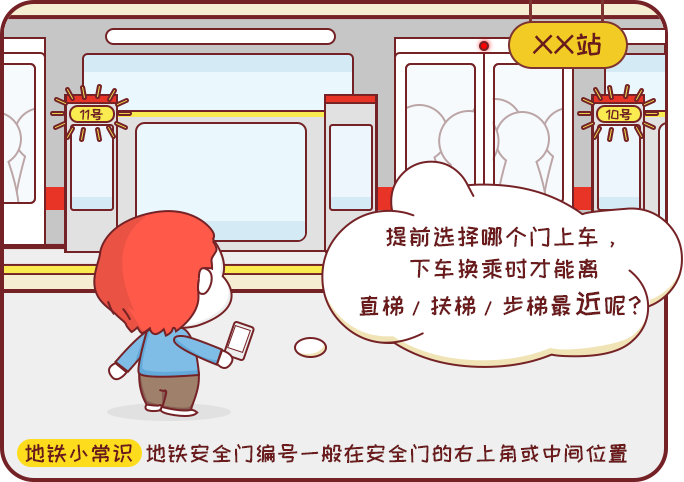 XX站
11号
10号
提前选择哪个门上车，
下车换乘时才能离
直梯 / 扶梯 / 步梯最近呢?
地铁小常识 地铁安全门编号一般在安全门的右上角或中间位置